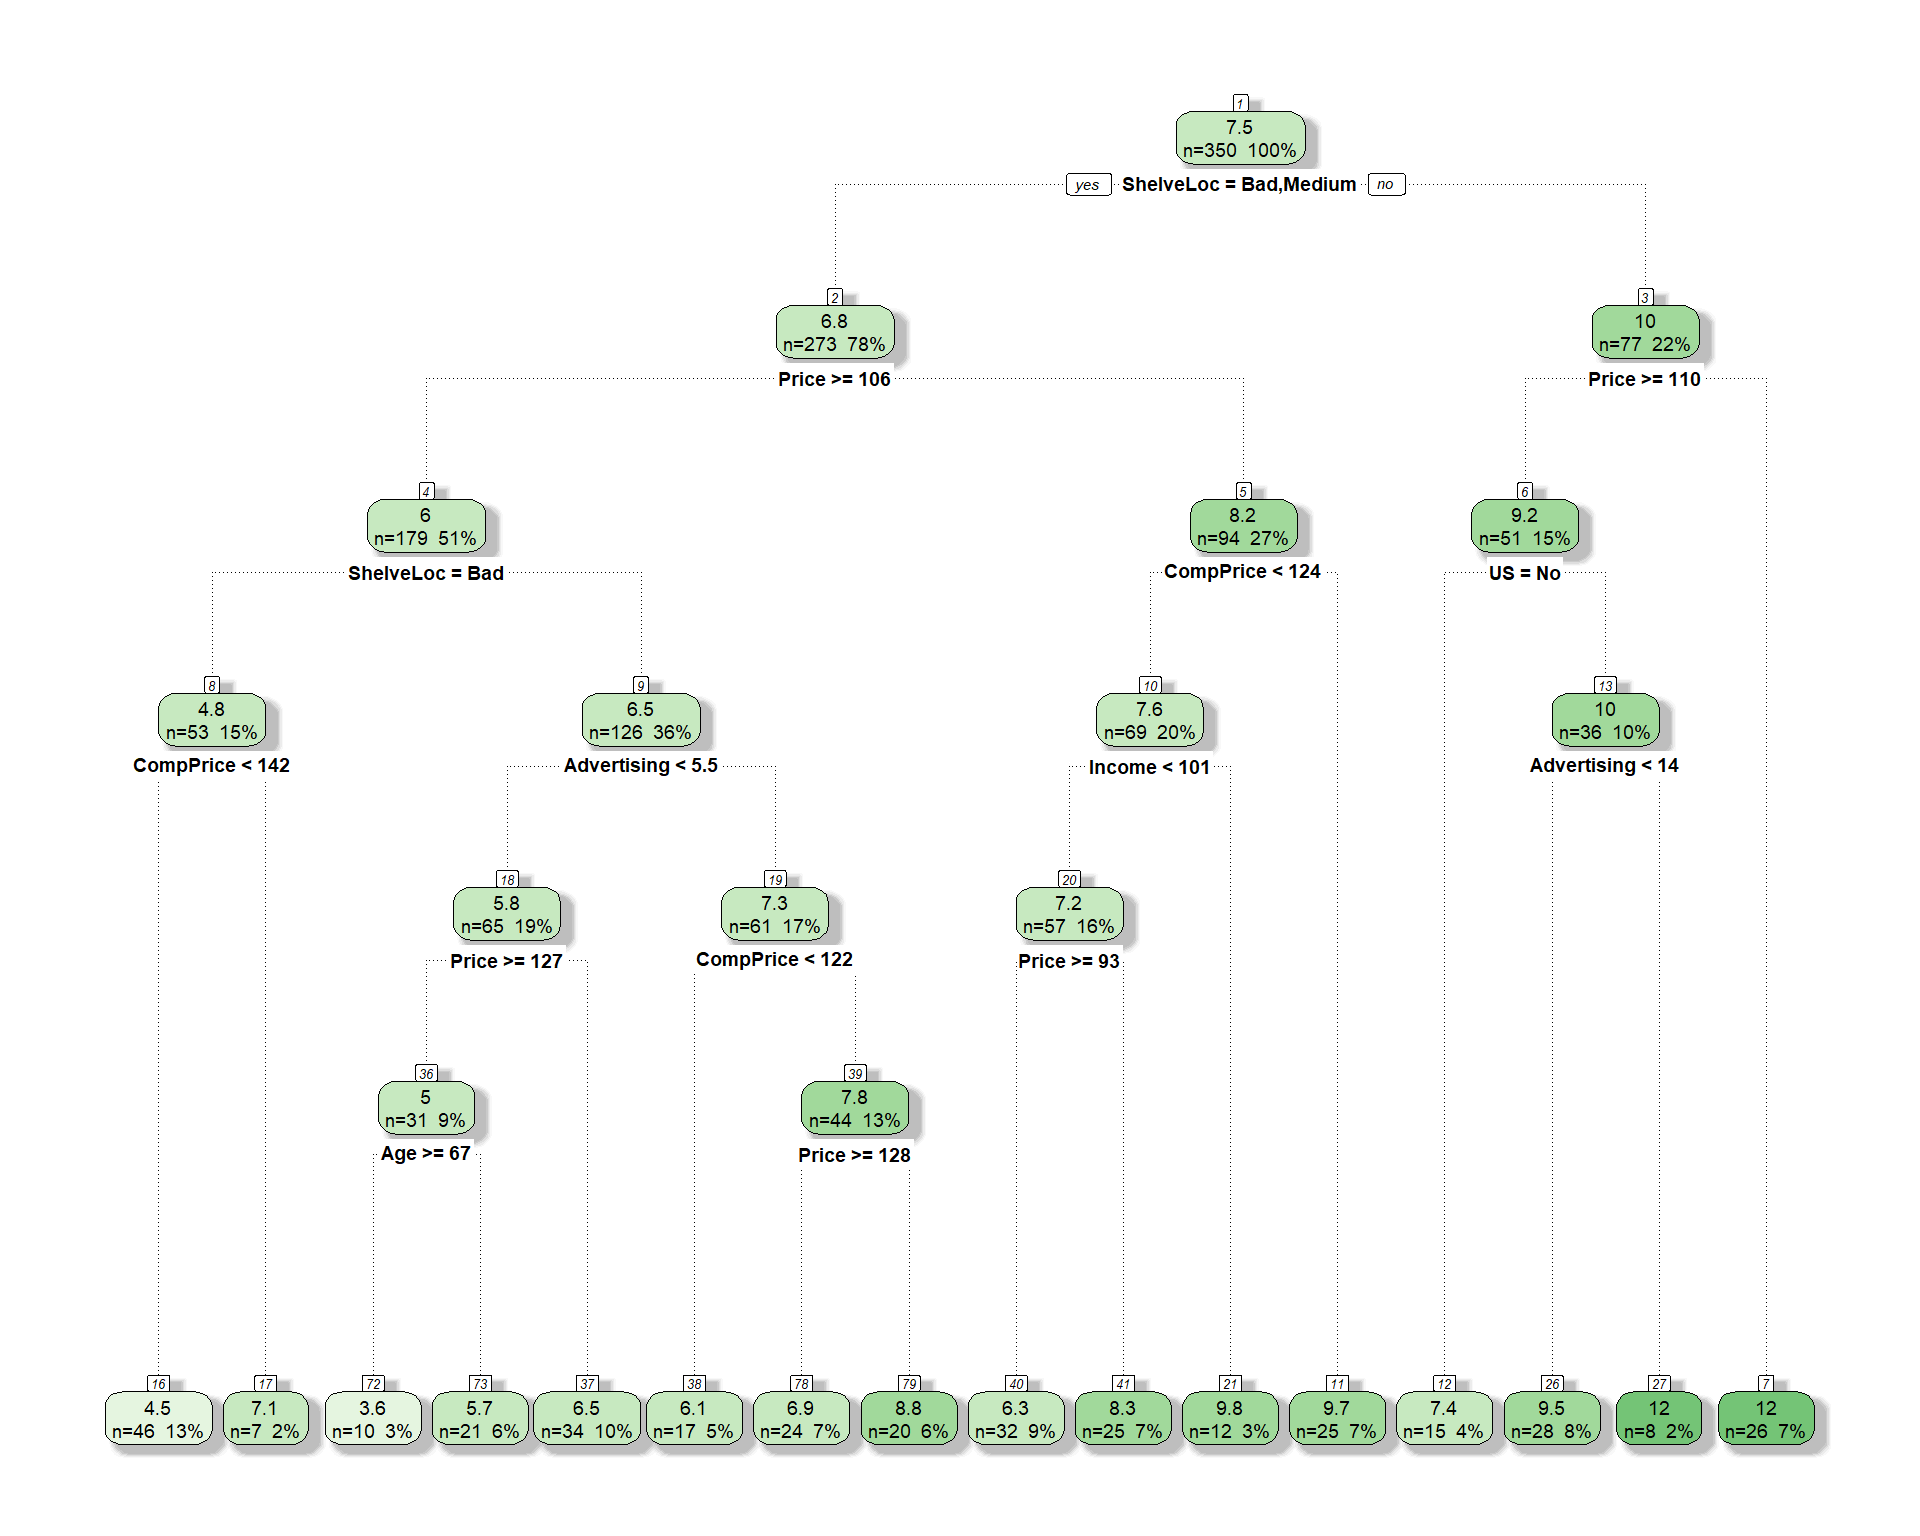 1
7.5
n=350 100%
yes ShelveLoc = Bad,Medium no
2
6.8
n=273 78%
Price >= 106
3
10
n=77 22%
Price >= 110
4
6
n=179 51%
ShelveLoc = Bad
5
8.2
n=94 27%
CompPrice < 124
6
9.2
n=51 15%
US = No
8
4.8
n=53 15%
CompPrice < 142
9
6.5
n=126 36%
Advertising < 5.5
10
7.6
n=69 20%
Income < 101
13
10
n=36 10%
Advertising < 14
18
5.8
n=65 19%
Price >= 127
19
7.3
n=61 17%
CompPrice < 122
20
7.2
n=57 16%
Price >= 93
36
5
n=31 9%
Age >= 67
39
7.8
n=44 13%
Price >= 128
16
4.5
n=46 13%
17
7.1
n=7 2%
72
3.6
n=10 3%
73
5.7
n=21 6%
37
6.5
n=34 10%
38
6.1
n=17 5%
78
6.9
n=24 7%
79
8.8
n=20 6%
40
6.3
n=32 9%
41
8.3
n=25 7%
21
9.8
n=12 3%
11
9.7
n=25 7%
12
7.4
n=15 4%
26
9.5
n=28 8%
27
12
n=8 2%
7
12
n=26 7%